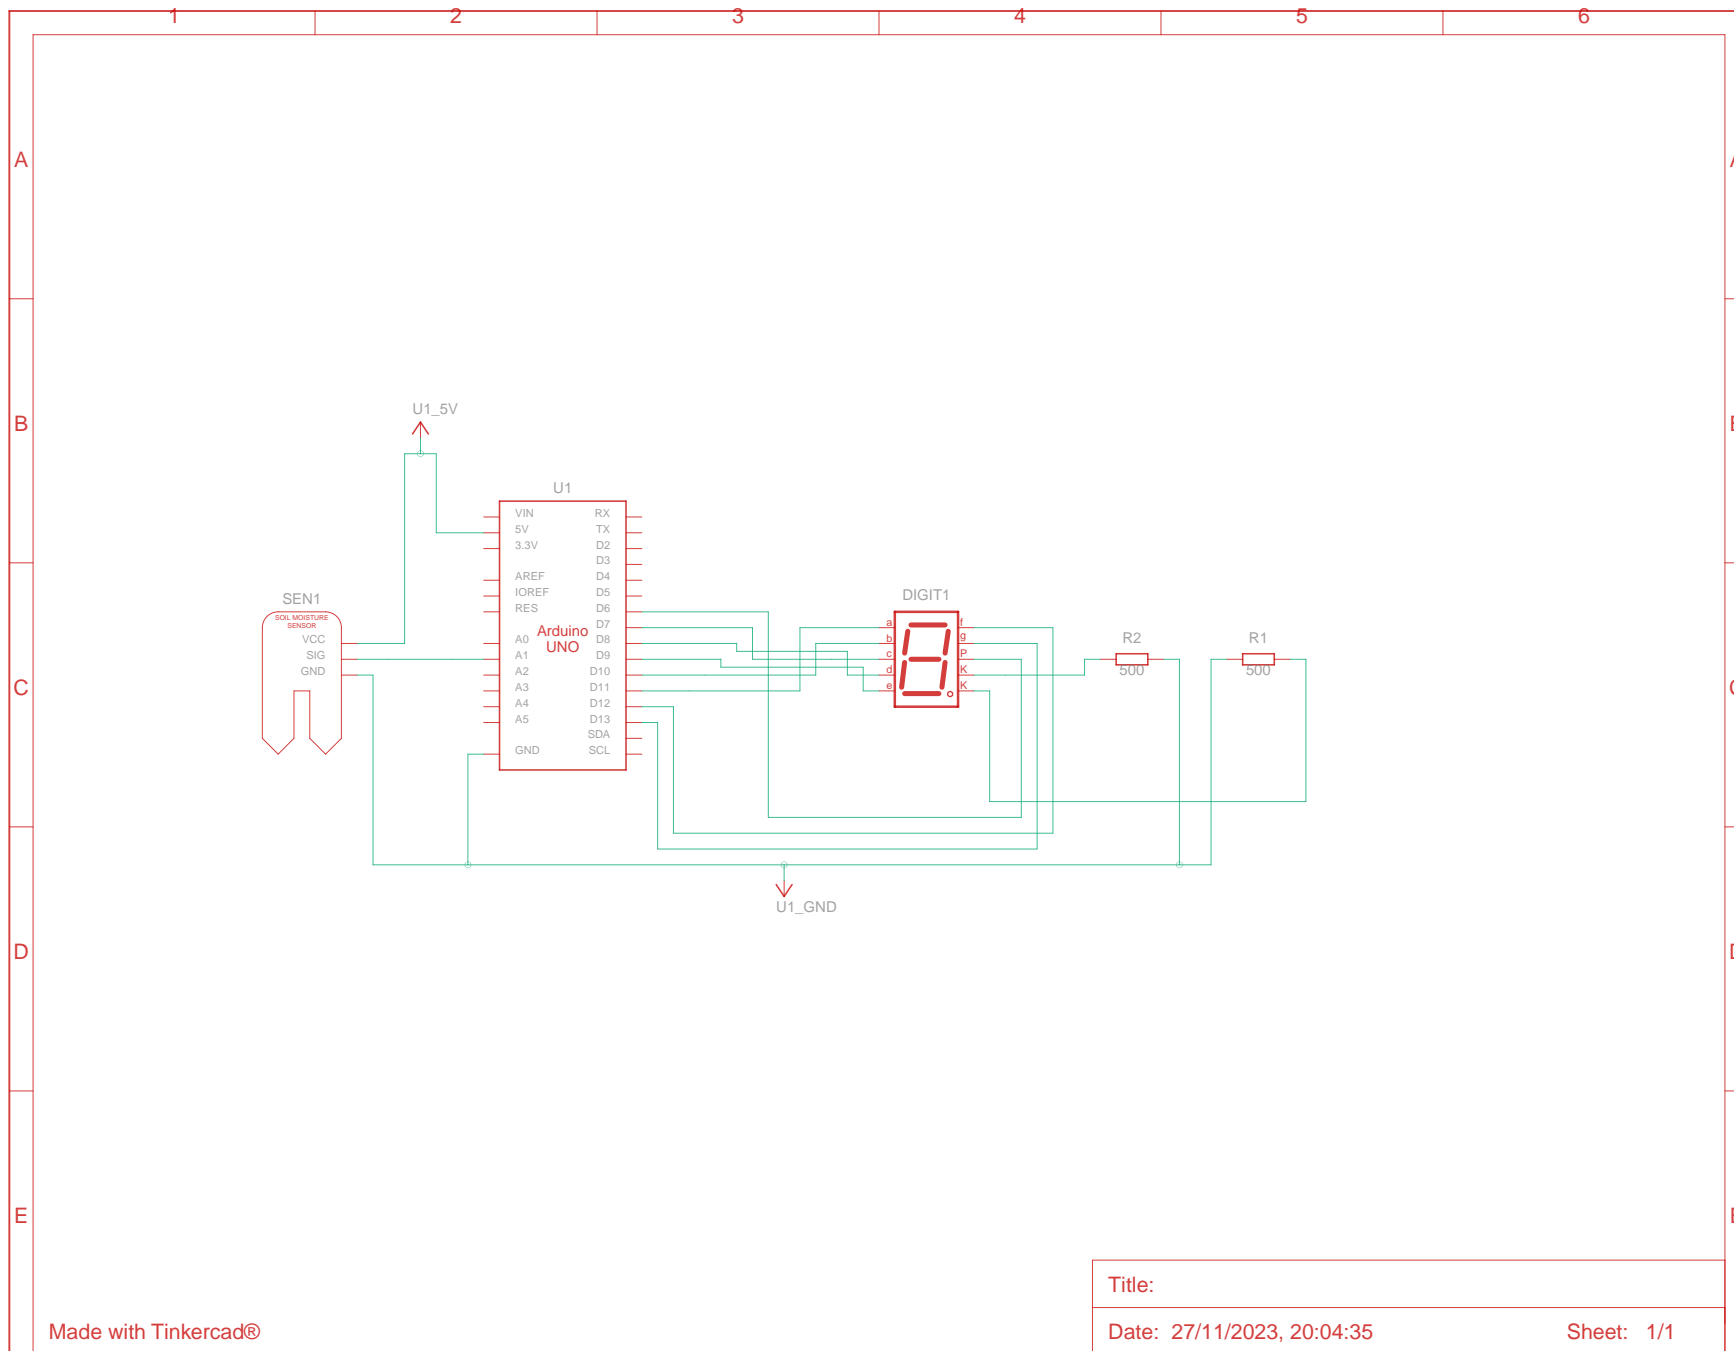 1 2 3 4 5 6
A A
B B
U1_5V
U1
VIN RX
5V TX
3.3V D2
D3
AREF D4
IOREF D5
RES D6
D7
A0 D8
A1 D9
A2 D10
A3 D11
A4 D12
A5 D13
SDA
GND SCL
Arduino
UNO
SEN1
SOIL MOISTURE
SENSOR
VCC
SIG
GND
DIGIT1
a f
b g
c P
d K
e K
R2
500
R1
500
C C
U1_GND
D D
E E
Title:
Made with Tinkercad®
Date: 27/11/2023, 20:04:35 Sheet: 1/1